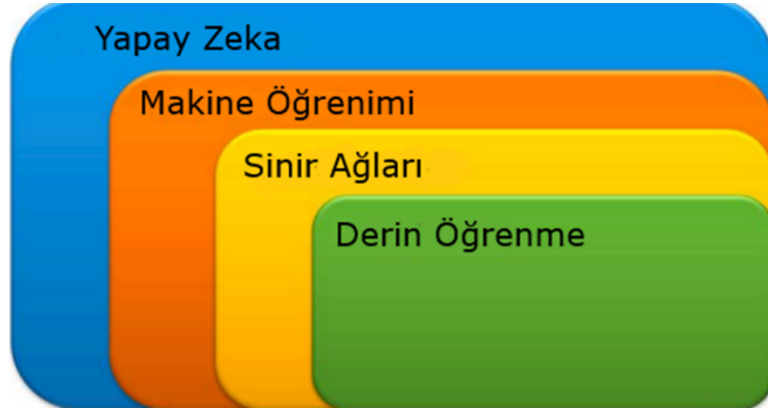 Yapay Zeka
Makine Öğrenimi
Sinir Ağları
Derin Öğrenme